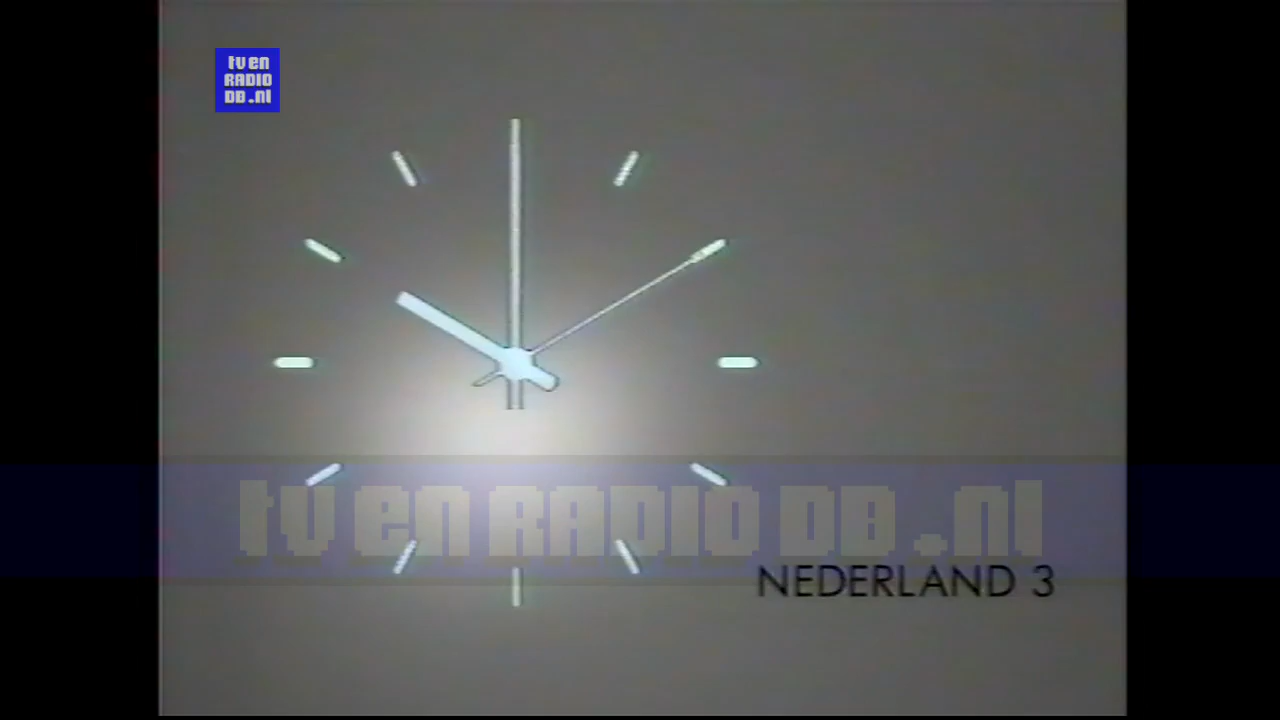 tv en
RADIO
DB.nl
tv en RADIO DB.nl
NEDERLAND 3